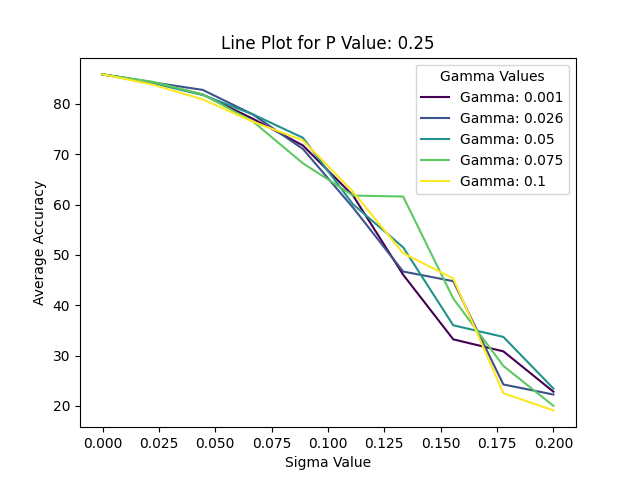 Line Plot for P Value: 0.25
Gamma Values
Gamma: 0.001
Gamma: 0.026
Gamma: 0.05
Gamma: 0.075
Gamma: 0.1
Average Accuracy
80
70
60
50
40
30
20
0.000 0.025 0.050 0.075 0.100 0.125 0.150 0.175 0.200
Sigma Value